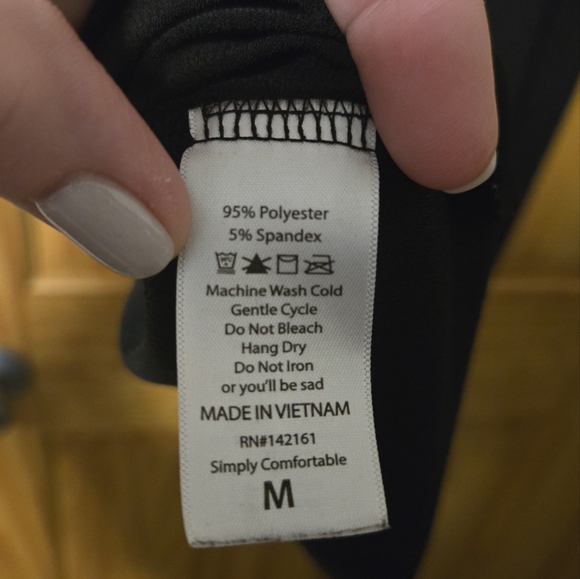 95% Polyester
5% Spandex
Machine Wash Cold
Gentle Cycle
Do Not Bleach
Hang Dry
Do Not Iron
or you'll be sad
MADE IN VIETNAM
RN#142161
Simply Comfortable
M